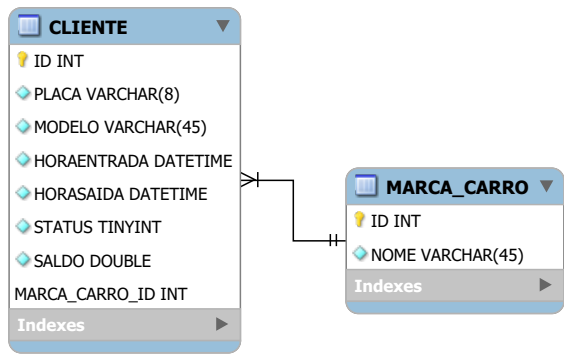 CLIENTE
ID INT
PLACA VARCHAR(8)
MODELO VARCHAR(45)
HORAENTRADA DATETIME
HORASAIDA DATETIME
STATUS TINYINT
SALDO DOUBLE
MARCA_CARRO_ID INT
Indexes
MARCA_CARRO
ID INT
NOME VARCHAR(45)
Indexes